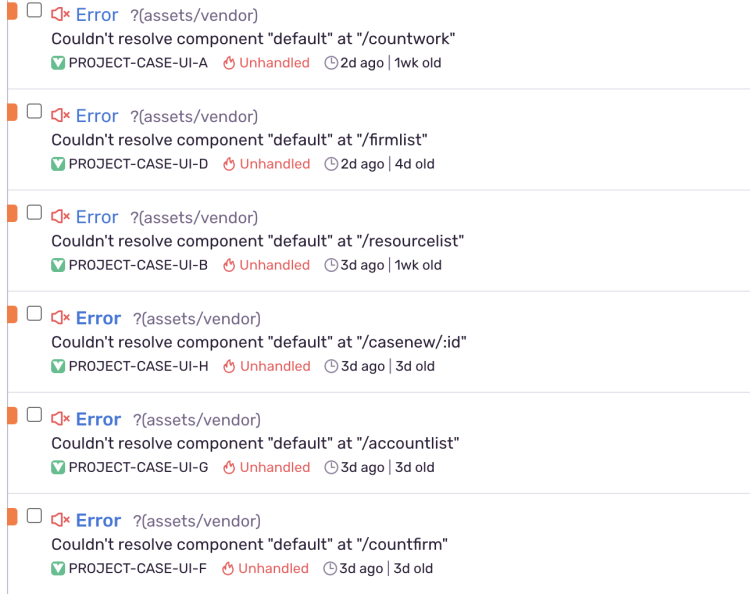 Error ?(assets/vendor)
Couldn't resolve component "default" at "/countwork"
PROJECT-CASE-UI-A Unhandled 2d ago | 1wk old
Error ?(assets/vendor)
Couldn't resolve component "default" at "/firmlist"
PROJECT-CASE-UI-D Unhandled 2d ago | 4d old
Error ?(assets/vendor)
Couldn't resolve component "default" at "/resourcelist"
PROJECT-CASE-UI-B Unhandled 3d ago | 1wk old
Error ?(assets/vendor)
Couldn't resolve component "default" at "/casenew/:id"
PROJECT-CASE-UI-H Unhandled 3d ago | 3d old
Error ?(assets/vendor)
Couldn't resolve component "default" at "/accountlist"
PROJECT-CASE-UI-G Unhandled 3d ago | 3d old
Error ?(assets/vendor)
Couldn't resolve component "default" at "/countfirm"
PROJECT-CASE-UI-F Unhandled 3d ago | 3d old